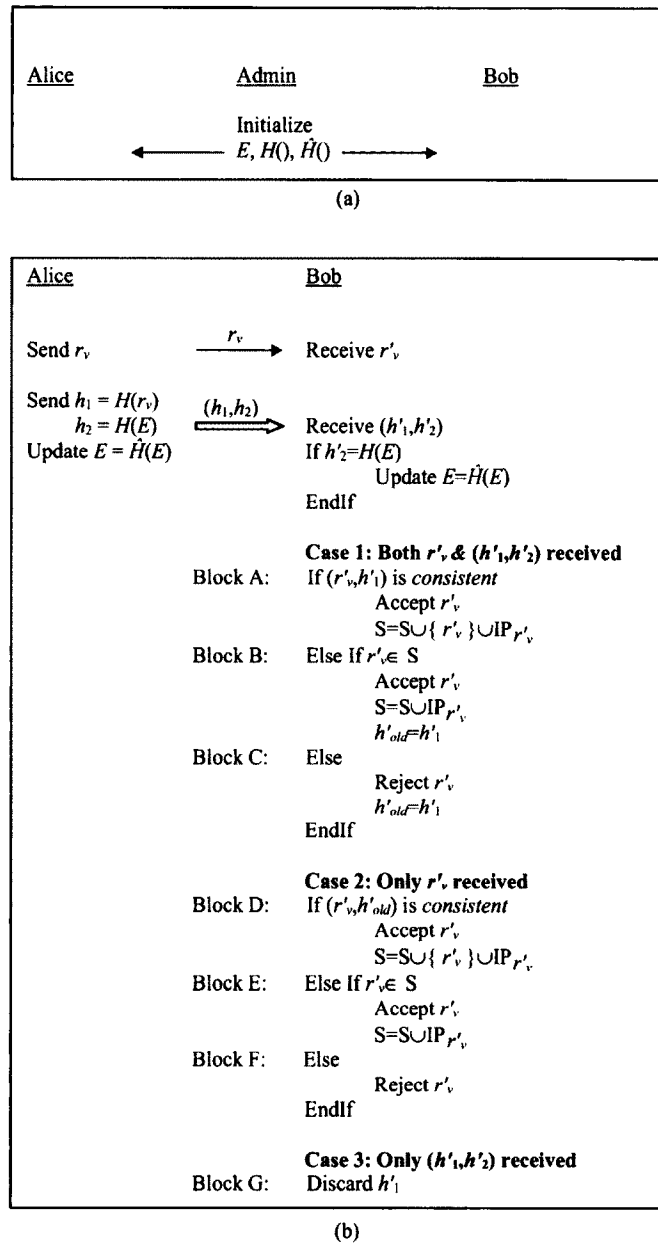 Alice Admin Bob
Initialize
E, H(), Ĥ()
(a)
Alice Bob
Send r_v r_v Receive r'_v
Send h_1 = H(r_v) (h_1,h_2)
h_2 = H(E) Receive (h'_1,h'_2)
Update E = Ĥ(E) If h'_2=H(E)
Update E=Ĥ(E)
EndIf
Case 1: Both r'_v & (h'_1,h'_2) received
Block A: If (r'_v,h'_1) is consistent
Accept r'_v
S=S∪{ r'_v }∪IP_r'_v
Block B: Else If r'_v∈ S
Accept r'_v
S=S∪IP_r'_v
h'_old=h'_1
Block C: Else
Reject r'_v
h'_old=h'_1
EndIf
Case 2: Only r'_v received
Block D: If (r'_v,h'_old) is consistent
Accept r'_v
S=S∪{ r'_v }∪IP_r'_v
Block E: Else If r'_v∈ S
Accept r'_v
S=S∪IP_r'_v
Block F: Else
Reject r'_v
EndIf
Case 3: Only (h'_1,h'_2) received
Block G: Discard h'_1
(b)